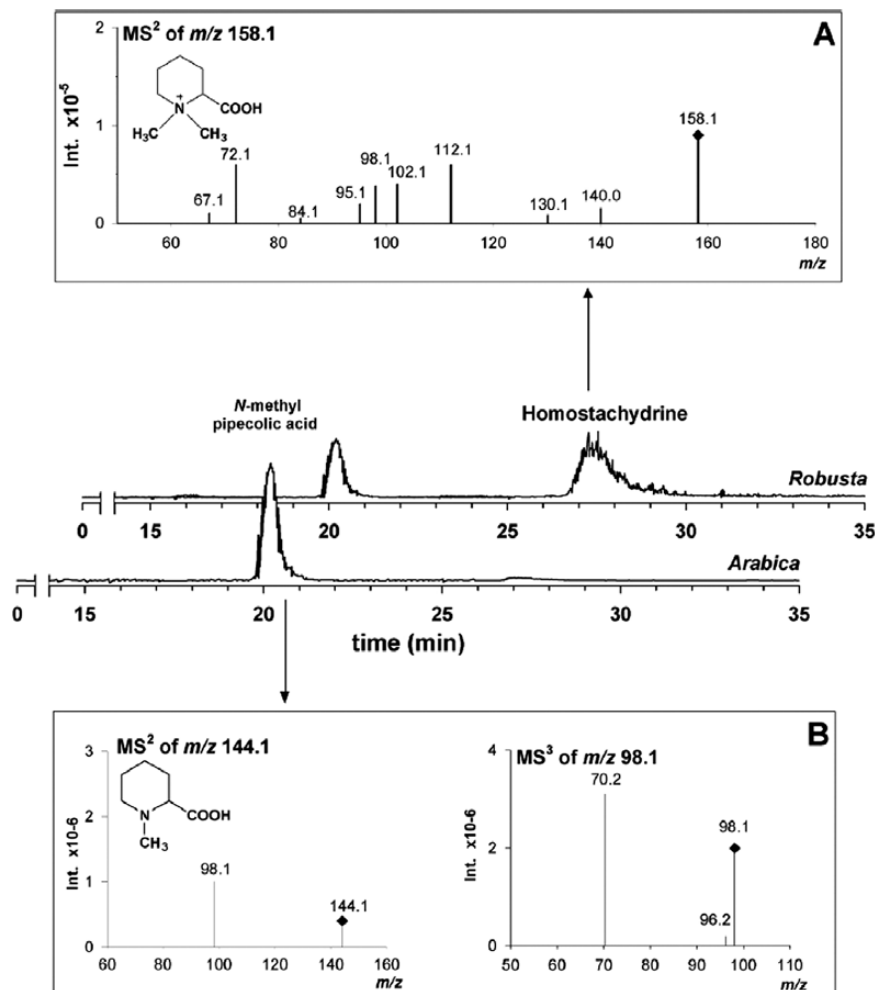 A
MS2 of m/z 158.1
2
1
0
Int. x10-5
N
+
COOH
H3C
CH3
67.1
72.1
84.1
95.1
98.1
102.1
112.1
130.1
140.0
158.1
60 80 100 120 140 160 180
m/z
N-methyl
pipecolic acid
Homostachydrine
Robusta
0 15 20 25 30 35
Arabica
0 15 20 25 30 35
time (min)
B
MS2 of m/z 144.1
3
2
1
0
Int. x10-6
N
COOH
CH3
98.1
144.1
60 80 100 120 140 160
m/z
MS3 of m/z 98.1
4
2
0
Int. x10-6
70.2
98.1
96.2
50 60 70 80 90 100 110
m/z